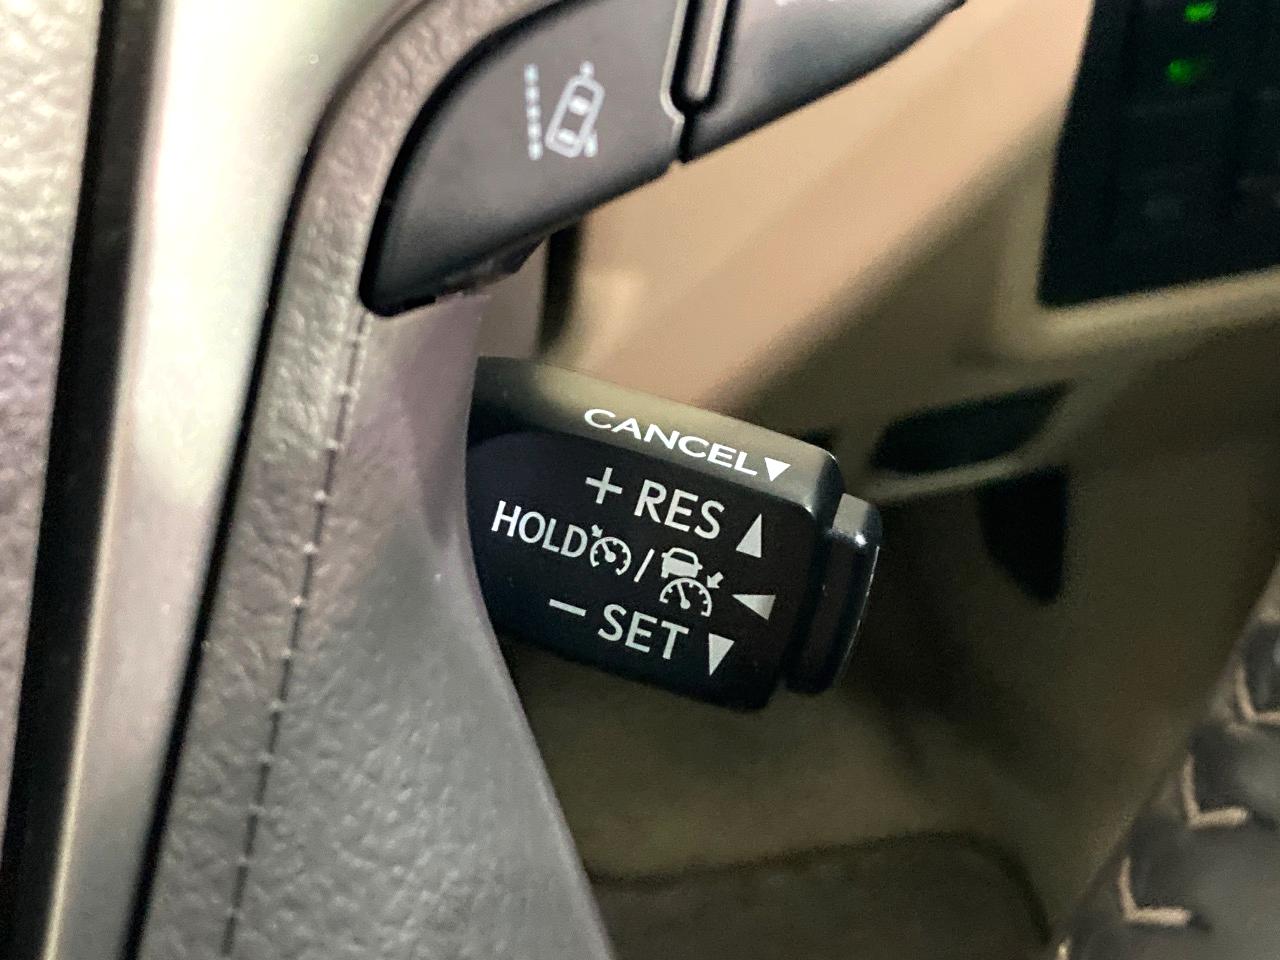 CANCEL▼
+ RES ▲
HOLD / ◀
− SET ▼